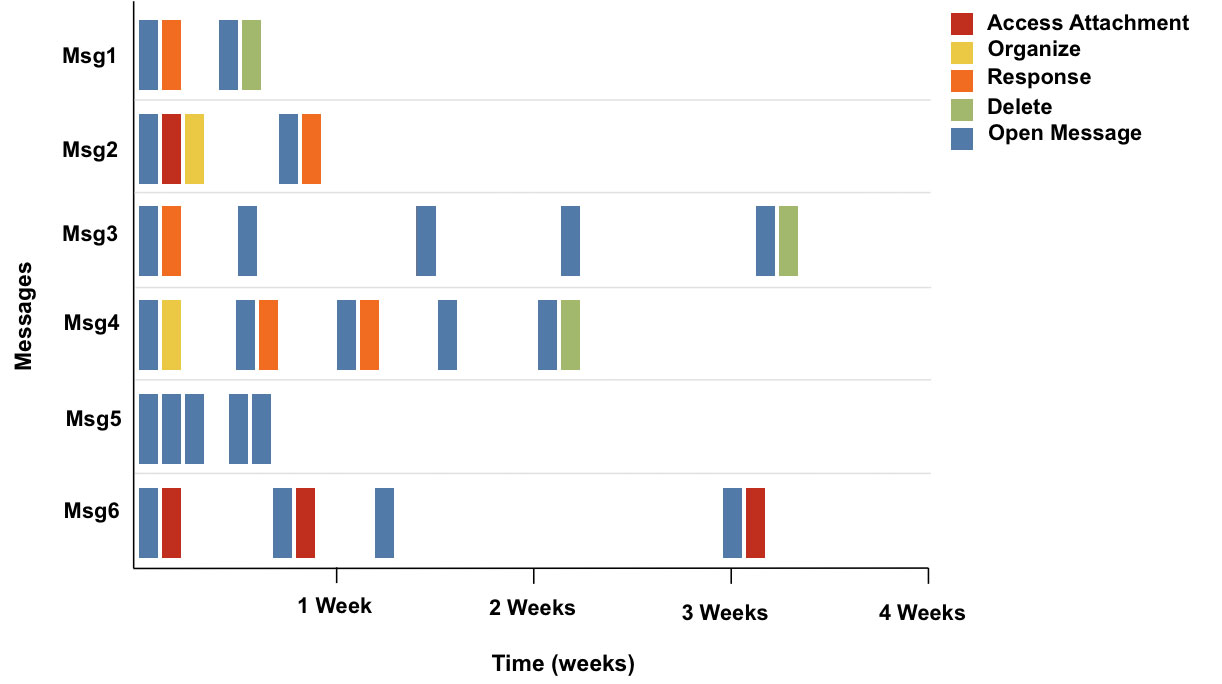 Msg1
Msg2
Msg3
Msg4
Msg5
Msg6
Messages
1 Week
2 Weeks
3 Weeks
4 Weeks
Time (weeks)
Access Attachment
Organize
Response
Delete
Open Message